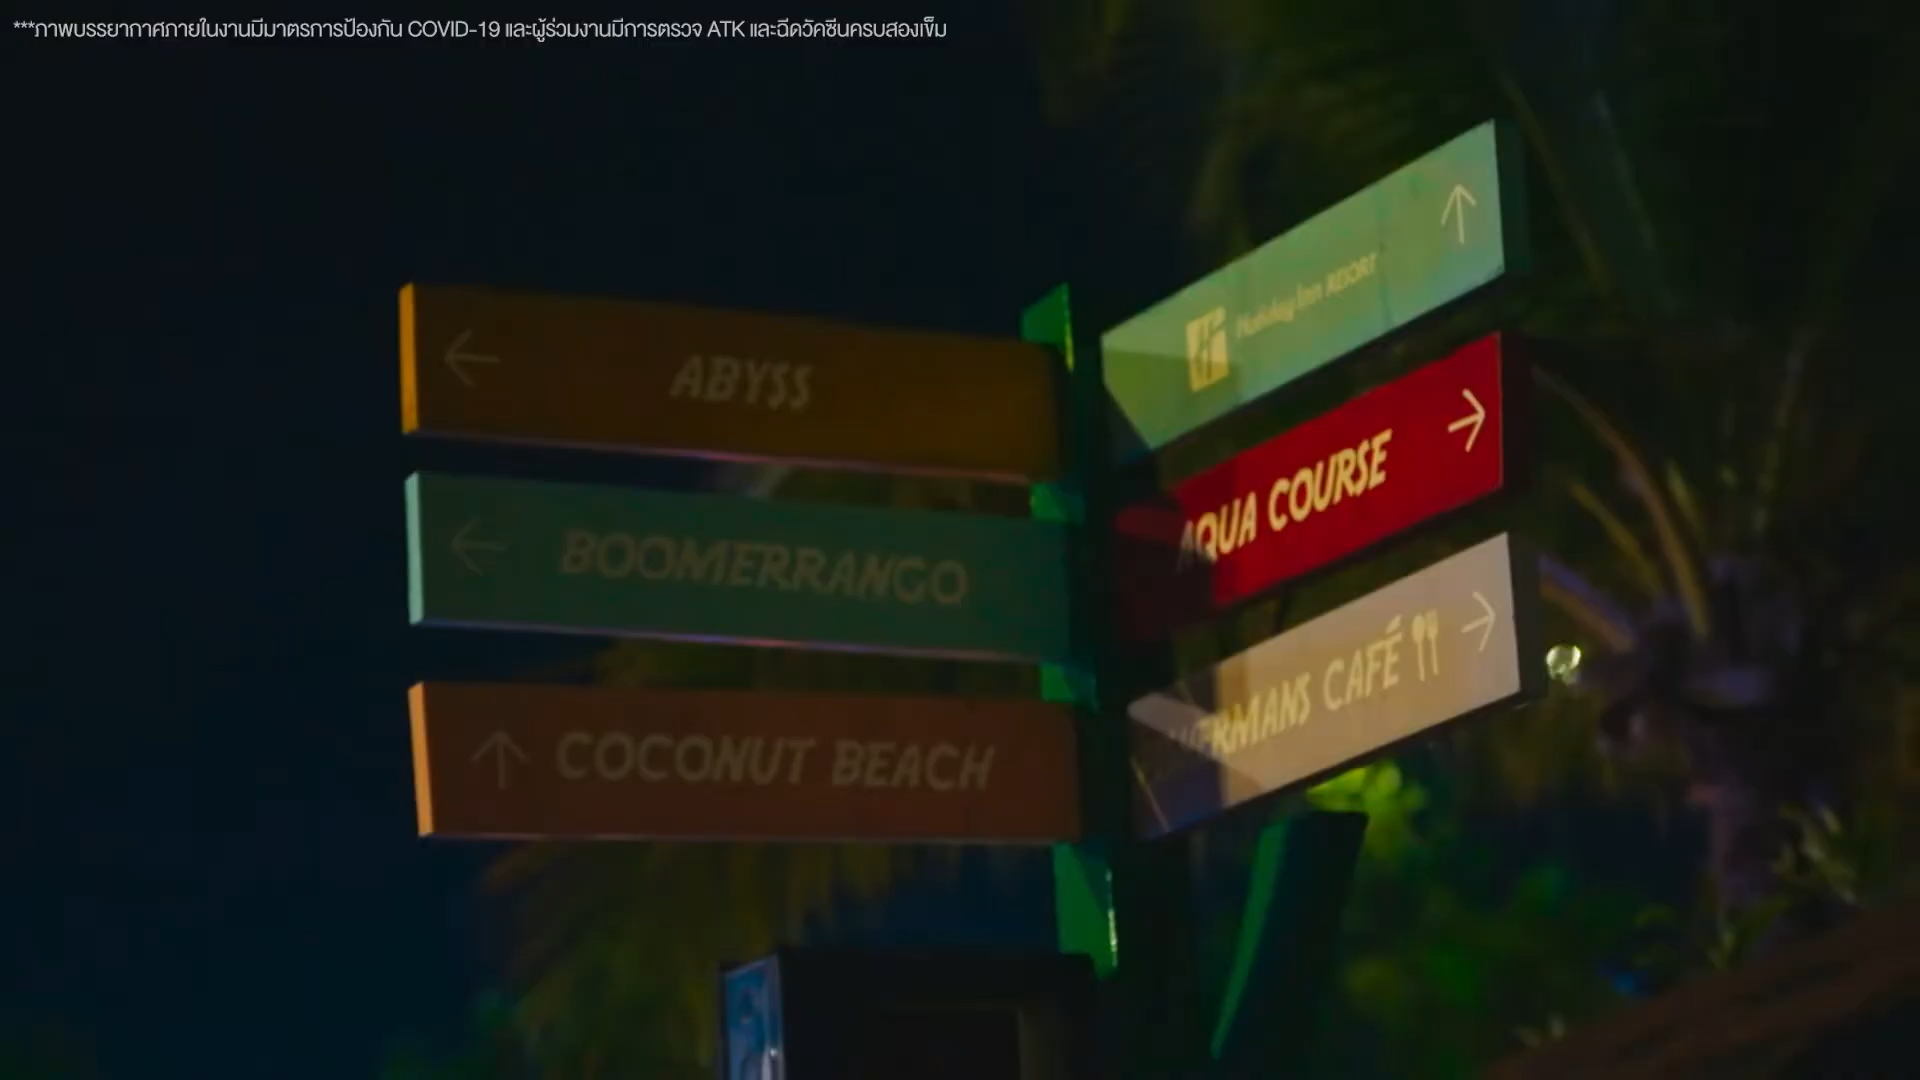 ***ภาพบรรยากาศภายในงานมีมาตรการป้องกัน COVID-19 และผู้ร่วมงานมีการตรวจ ATK และฉีดวัคซีนครบสองเข็ม
ABYSS
BOOMERRANGO
COCONUT BEACH
Holiday Inn RESORT
AQUA COURSE
CAFÉ